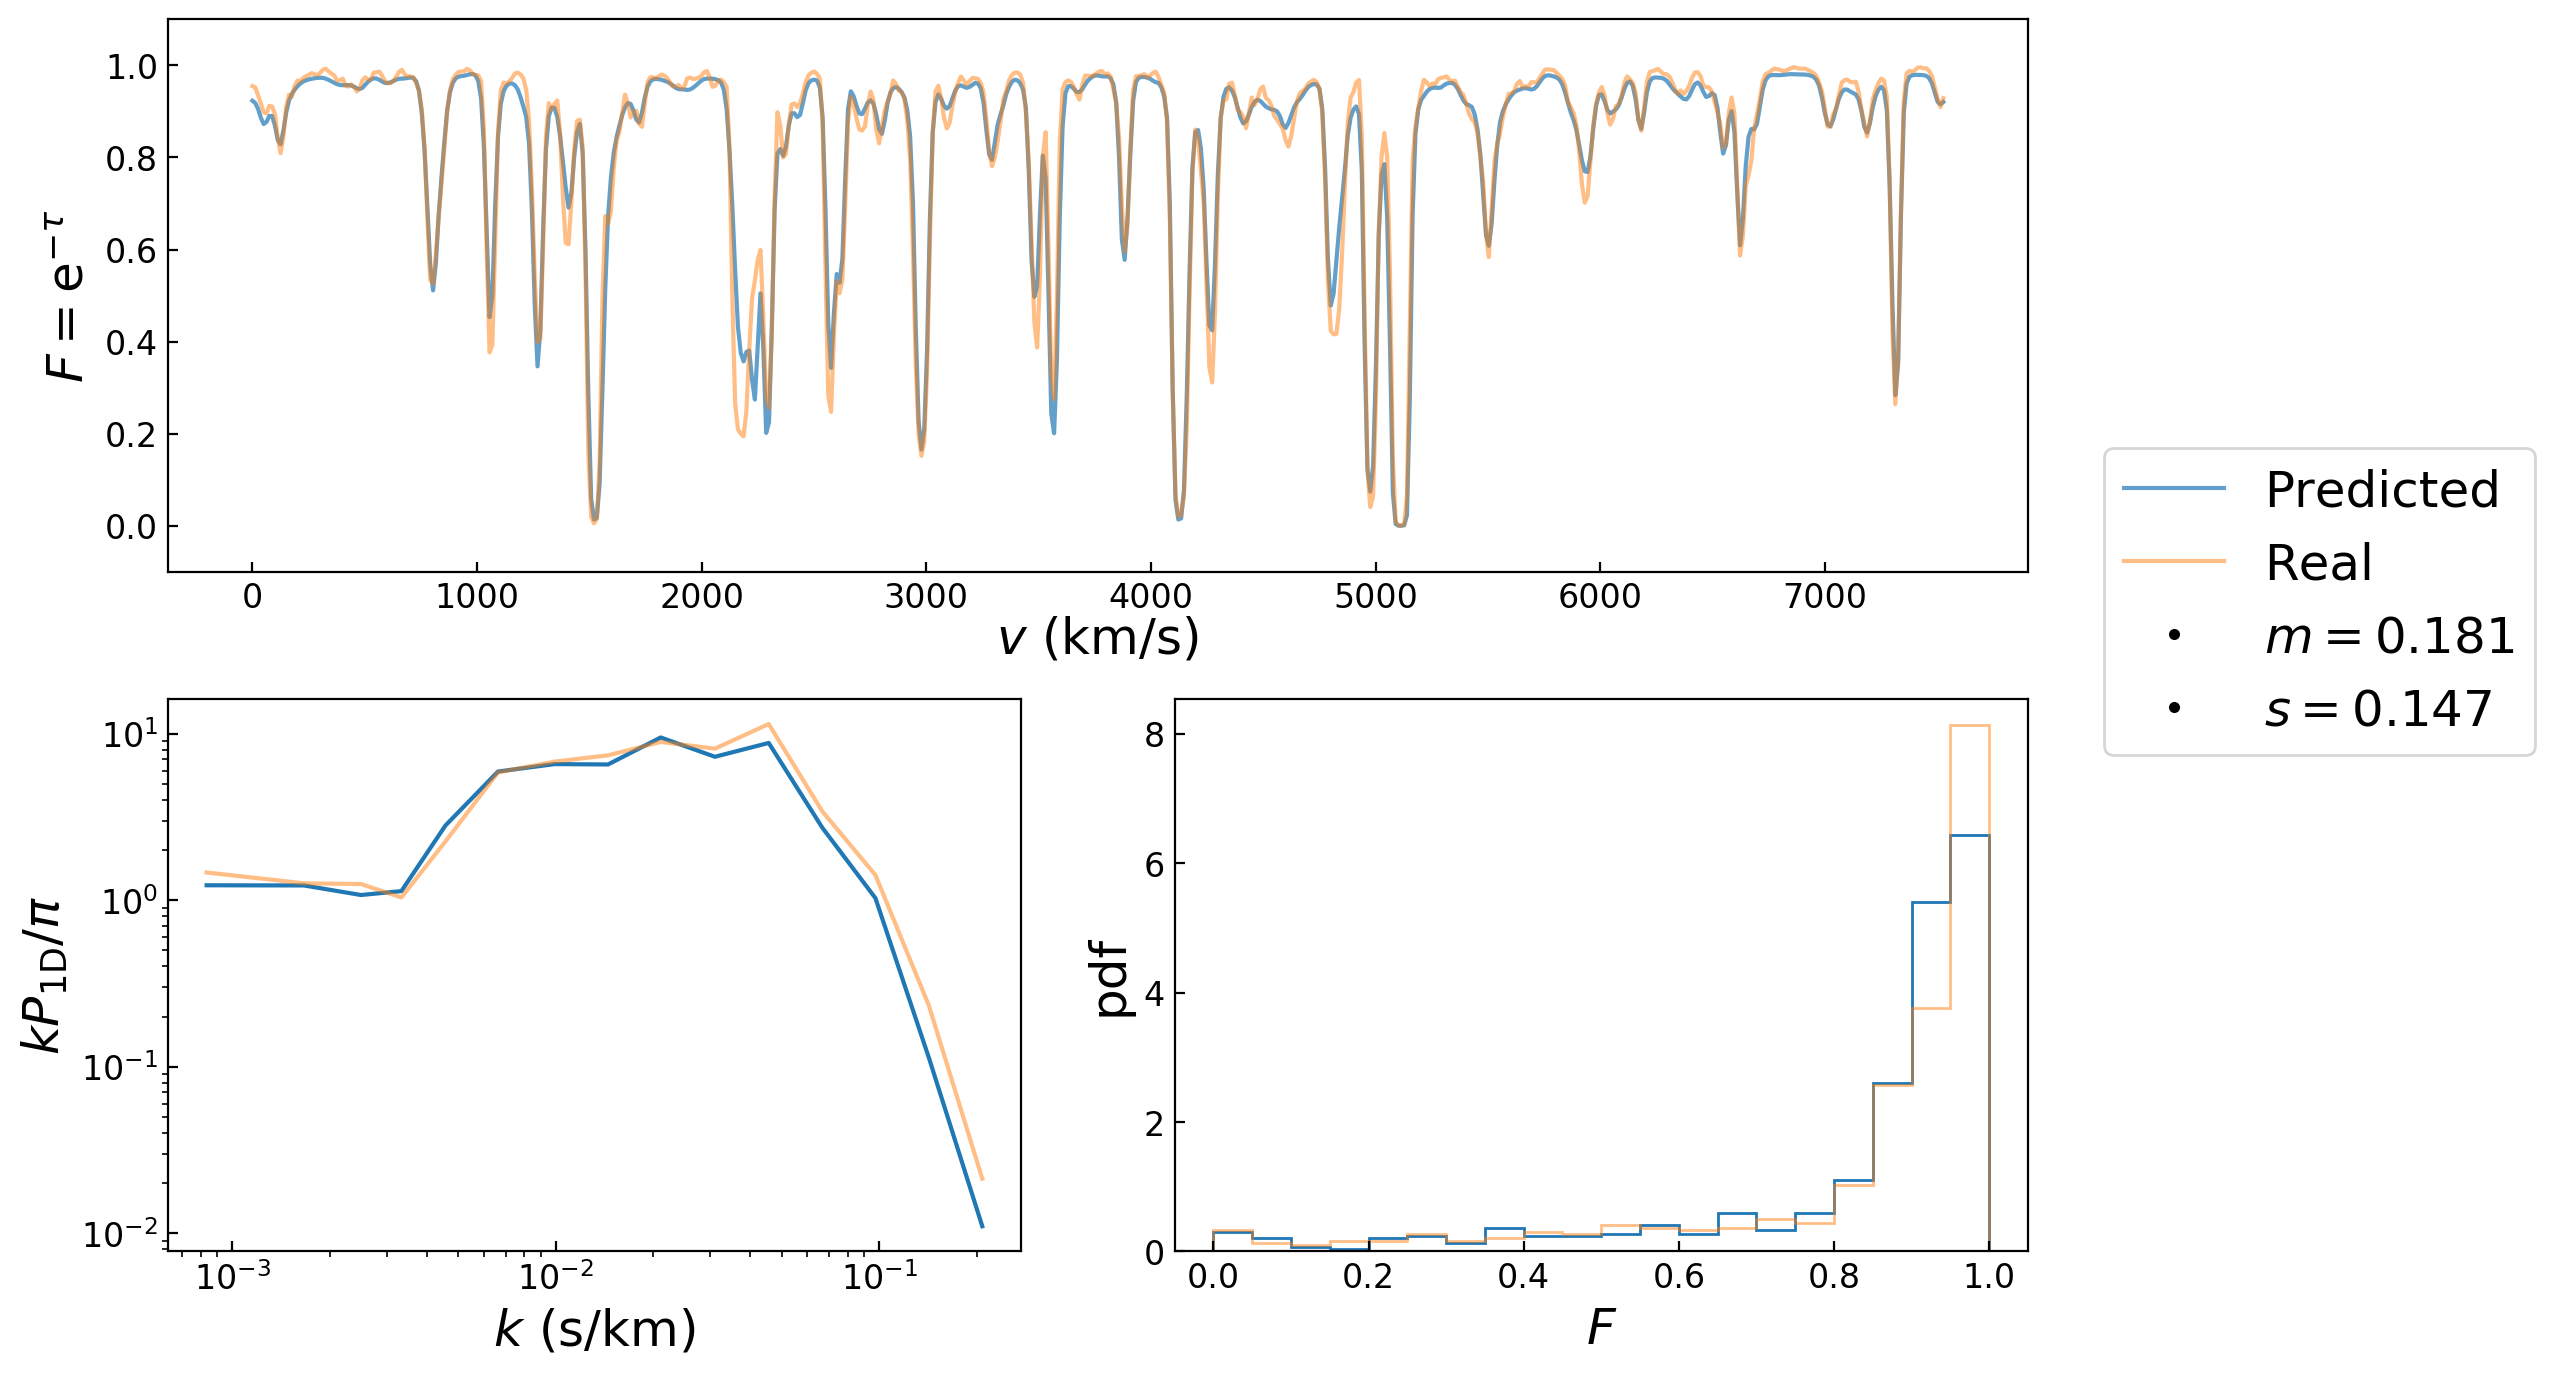 1.0
0.8
0.6
0.4
0.2
0.0
F = e^{-τ}
0 1000 2000 3000 4000 5000 6000 7000
v (km/s)
Predicted
Real
m = 0.181
s = 0.147
10^1
10^0
10^{-1}
10^{-2}
kP_{1D}/π
10^{-3} 10^{-2} 10^{-1}
k (s/km)
8
6
4
2
0
pdf
0.0 0.2 0.4 0.6 0.8 1.0
F